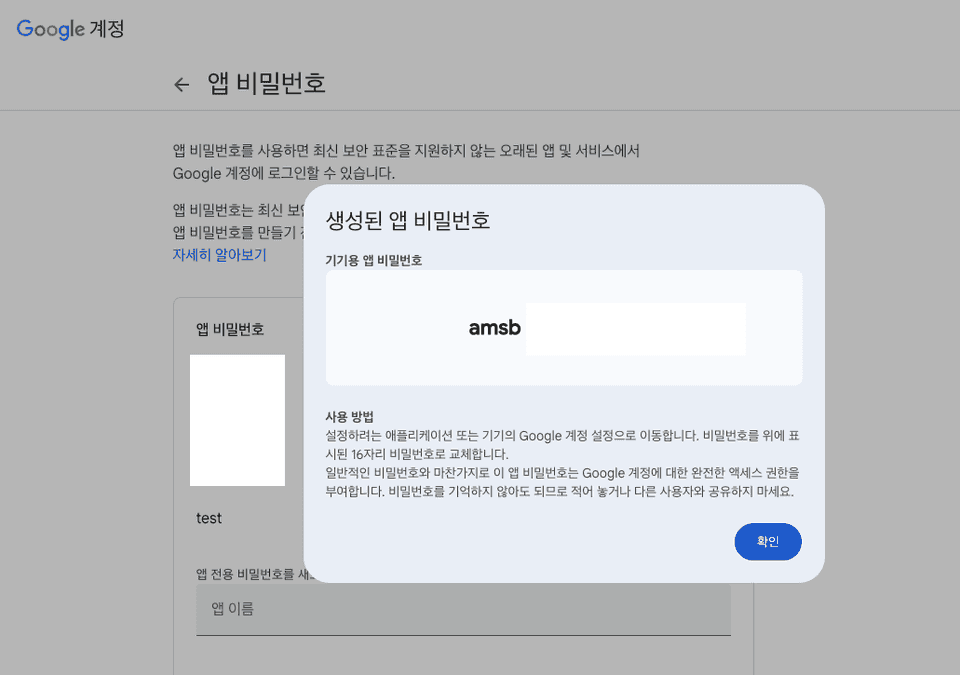 Google 계정
앱 비밀번호
앱 비밀번호를 사용하면 최신 보안 표준을 지원하지 않는 오래된 앱 및 서비스에서
Google 계정에 로그인할 수 있습니다.
앱 비밀번호는 최신 보안
앱 비밀번호를 만들기 전
자세히 알아보기
앱 비밀번호
test
앱 전용 비밀번호를 새로
앱 이름
생성된 앱 비밀번호
기기용 앱 비밀번호
amsb
사용 방법
설정하려는 애플리케이션 또는 기기의 Google 계정 설정으로 이동합니다. 비밀번호를 위에 표
시된 16자리 비밀번호로 교체합니다.
일반적인 비밀번호와 마찬가지로 이 앱 비밀번호는 Google 계정에 대한 완전한 액세스 권한을
부여합니다. 비밀번호를 기억하지 않아도 되므로 적어 놓거나 다른 사용자와 공유하지 마세요.
확인